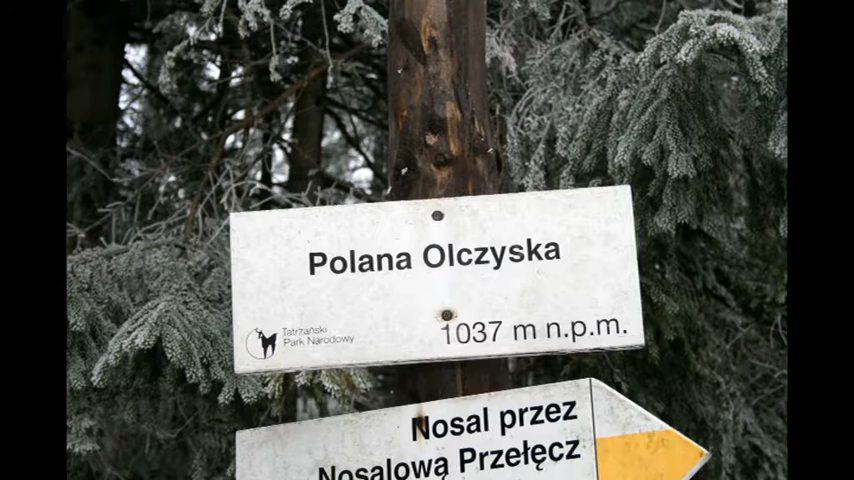 Polana Olczyska
Tatrzański
Park Narodowy
1037 m n.p.m.
Nosal przez
Nosalową Przełęcz